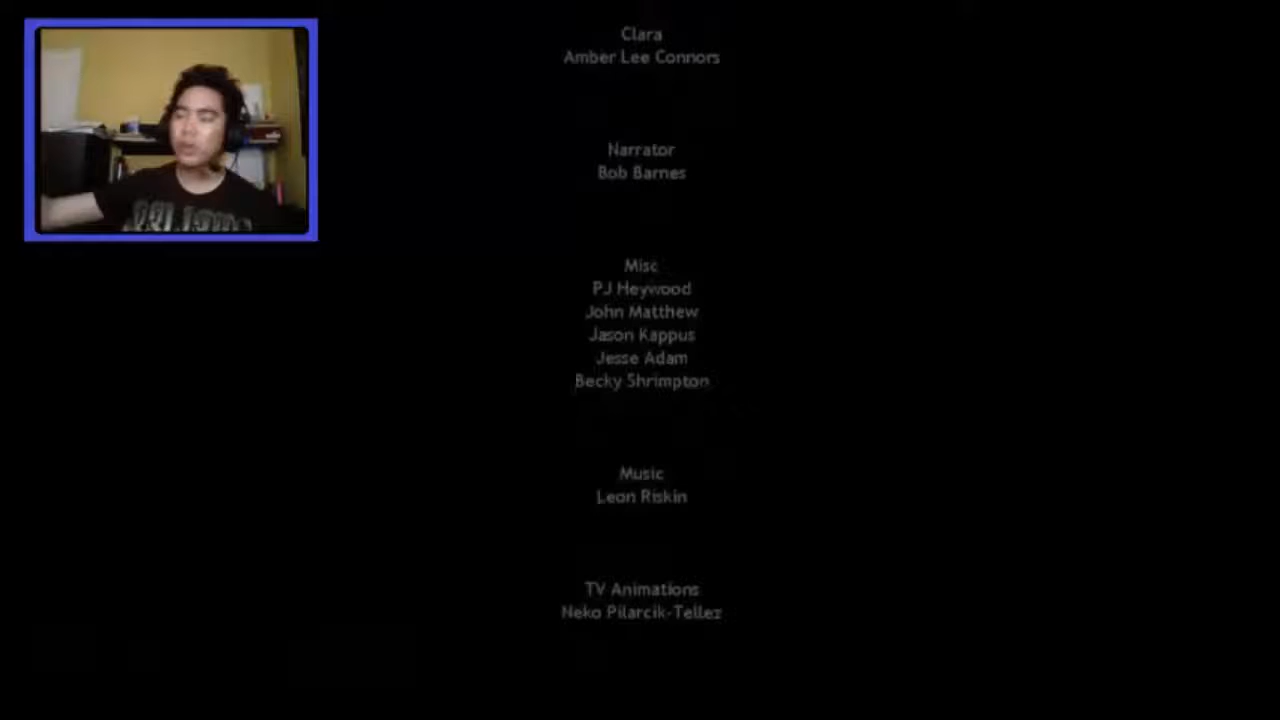 Clara
Amber Lee Connors
Narrator
Bob Barnes
Misc
PJ Heywood
John Matthew
Jason Kappus
Jesse Adam
Becky Shrimpton
Music
Leon Riskin
TV Animations
Neko Pilarcik-Tellez